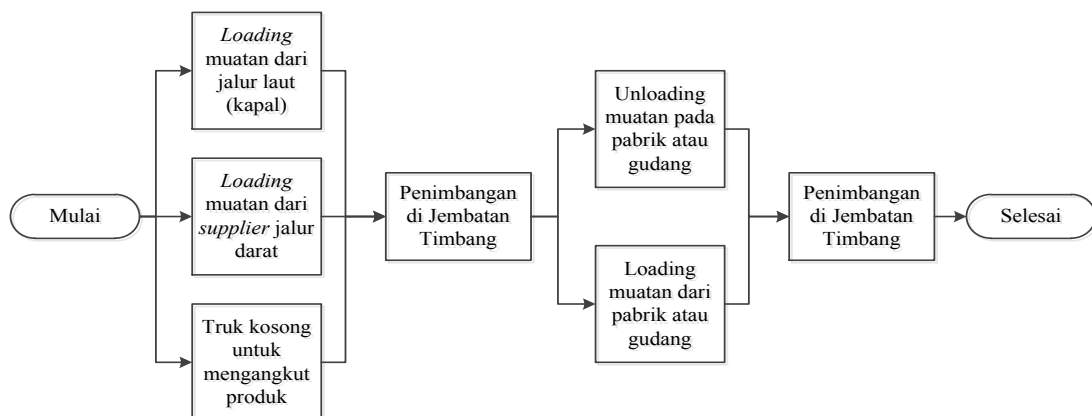 Mulai
Loading
muatan dari
jalur laut
(kapal)
Loading
muatan dari
supplier jalur
darat
Truk kosong
untuk
mengangkut
produk
Penimbangan
di Jembatan
Timbang
Unloading
muatan pada
pabrik atau
gudang
Loading
muatan dari
pabrik atau
gudang
Penimbangan
di Jembatan
Timbang
Selesai